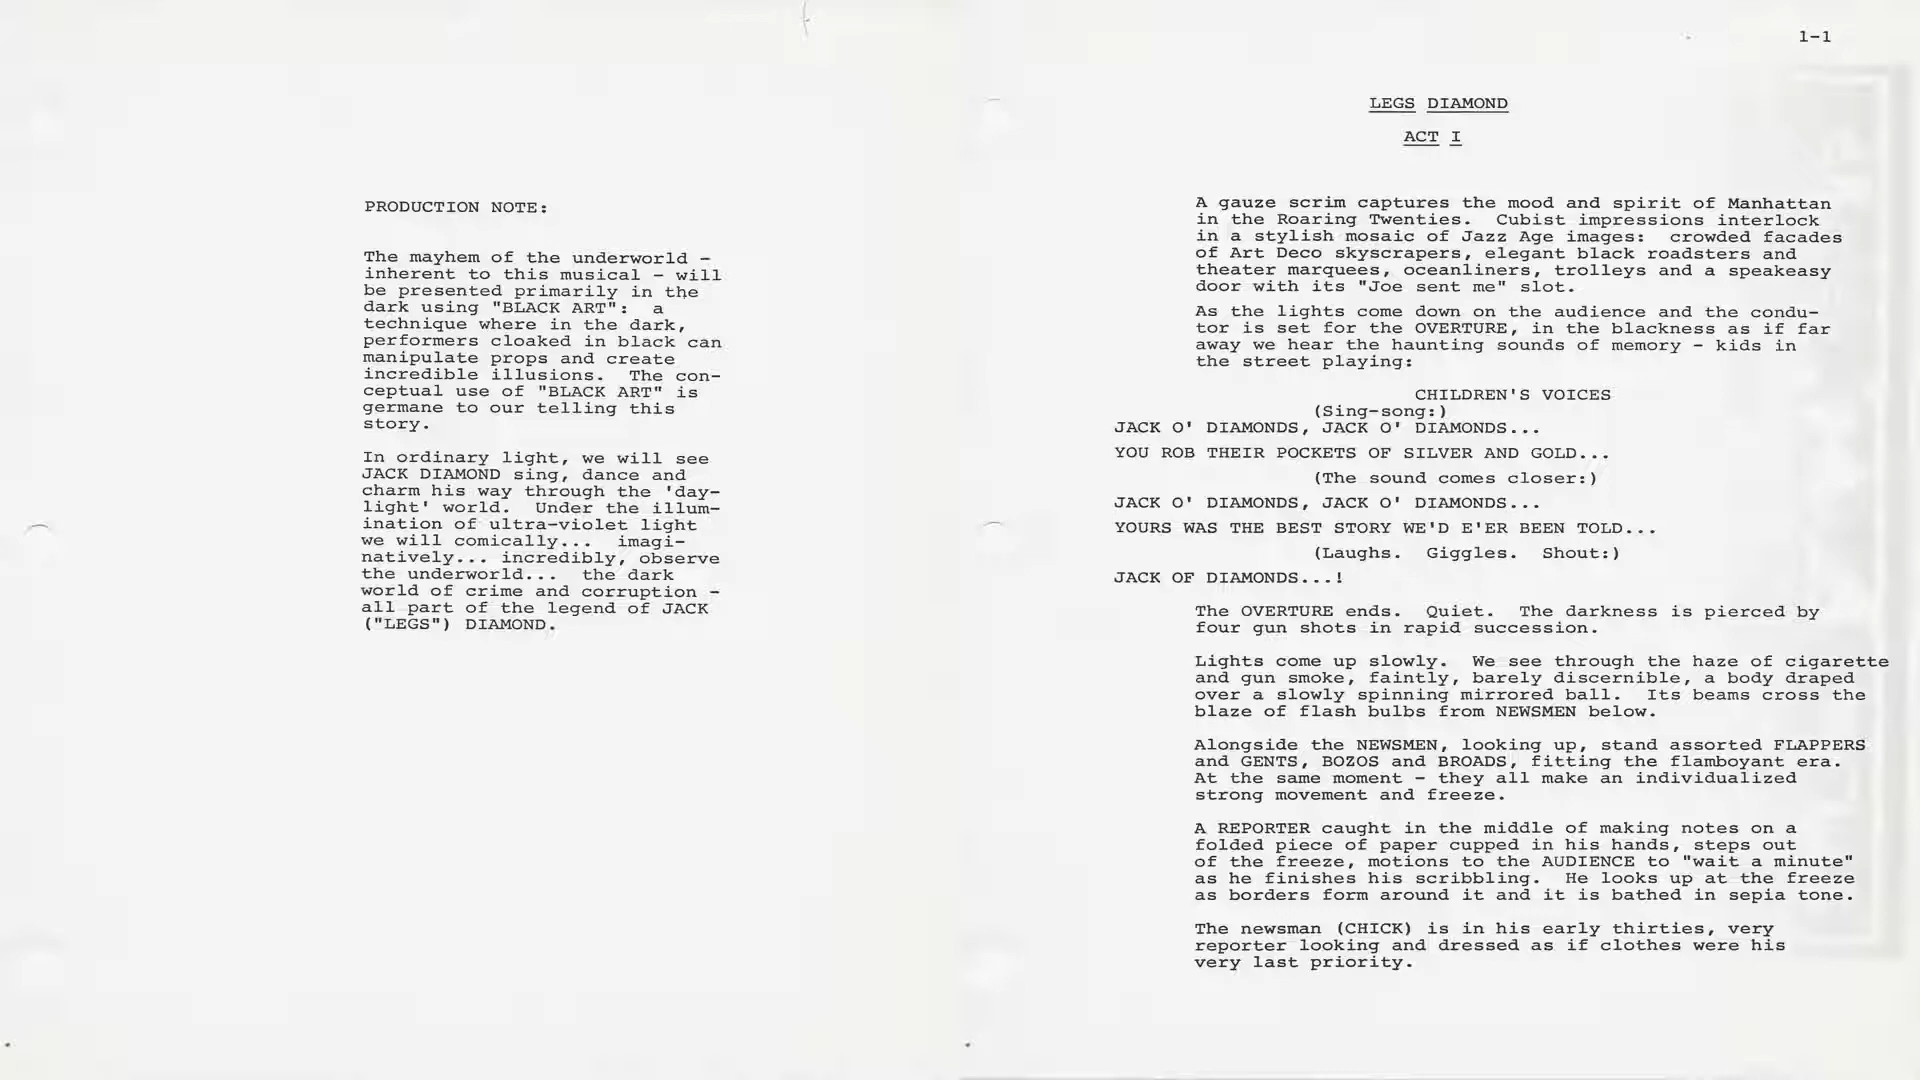 PRODUCTION NOTE:
The mayhem of the underworld -
inherent to this musical - will
be presented primarily in the
dark using "BLACK ART":  a
technique where in the dark,
performers cloaked in black can
manipulate props and create
incredible illusions.  The con-
ceptual use of "BLACK ART" is
germane to our telling this
story.
In ordinary light, we will see
JACK DIAMOND sing, dance and
charm his way through the 'day-
light' world.  Under the illum-
ination of ultra-violet light
we will comically...  imagi-
natively... incredibly, observe
the underworld...  the dark
world of crime and corruption -
all part of the legend of JACK
("LEGS") DIAMOND.
1-1
LEGS DIAMOND
ACT I
A gauze scrim captures the mood and spirit of Manhattan
in the Roaring Twenties.  Cubist impressions interlock
in a stylish mosaic of Jazz Age images:  crowded facades
of Art Deco skyscrapers, elegant black roadsters and
theater marquees, oceanliners, trolleys and a speakeasy
door with its "Joe sent me" slot.
As the lights come down on the audience and the condu-
tor is set for the OVERTURE, in the blackness as if far
away we hear the haunting sounds of memory - kids in
the street playing:
CHILDREN'S VOICES
(Sing-song:)
JACK O' DIAMONDS, JACK O' DIAMONDS...
YOU ROB THEIR POCKETS OF SILVER AND GOLD...
(The sound comes closer:)
JACK O' DIAMONDS, JACK O' DIAMONDS...
YOURS WAS THE BEST STORY WE'D E'ER BEEN TOLD...
(Laughs.  Giggles.  Shout:)
JACK OF DIAMONDS...!
The OVERTURE ends.  Quiet.  The darkness is pierced by
four gun shots in rapid succession.
Lights come up slowly.  We see through the haze of cigarette
and gun smoke, faintly, barely discernible, a body draped
over a slowly spinning mirrored ball.  Its beams cross the
blaze of flash bulbs from NEWSMEN below.
Alongside the NEWSMEN, looking up, stand assorted FLAPPERS
and GENTS, BOZOS and BROADS, fitting the flamboyant era.
At the same moment - they all make an individualized
strong movement and freeze.
A REPORTER caught in the middle of making notes on a
folded piece of paper cupped in his hands, steps out
of the freeze, motions to the AUDIENCE to "wait a minute"
as he finishes his scribbling.  He looks up at the freeze
as borders form around it and it is bathed in sepia tone.
The newsman (CHICK) is in his early thirties, very
reporter looking and dressed as if clothes were his
very last priority.